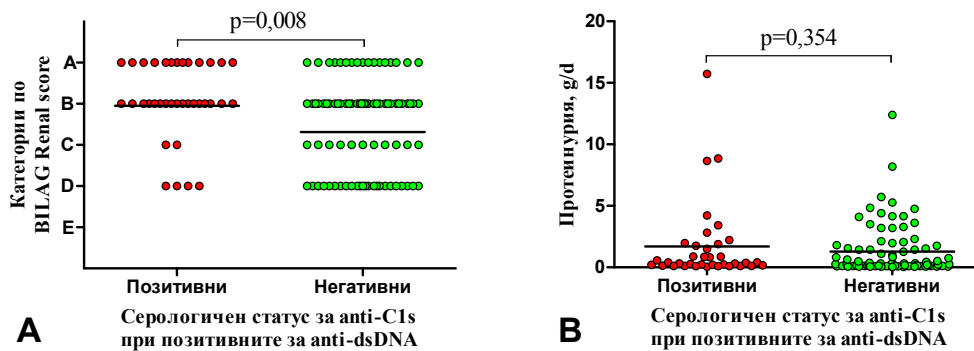 p=0,008
Категории по
BILAG Renal score
A
B
C
D
E
Позитивни
Негативни
Серологичен статус за anti-C1s
при позитивните за anti-dsDNA
A
p=0,354
Протеинурия, g/d
20
15
10
5
0
Позитивни
Негативни
Серологичен статус за anti-C1s
при позитивните за anti-dsDNA
B